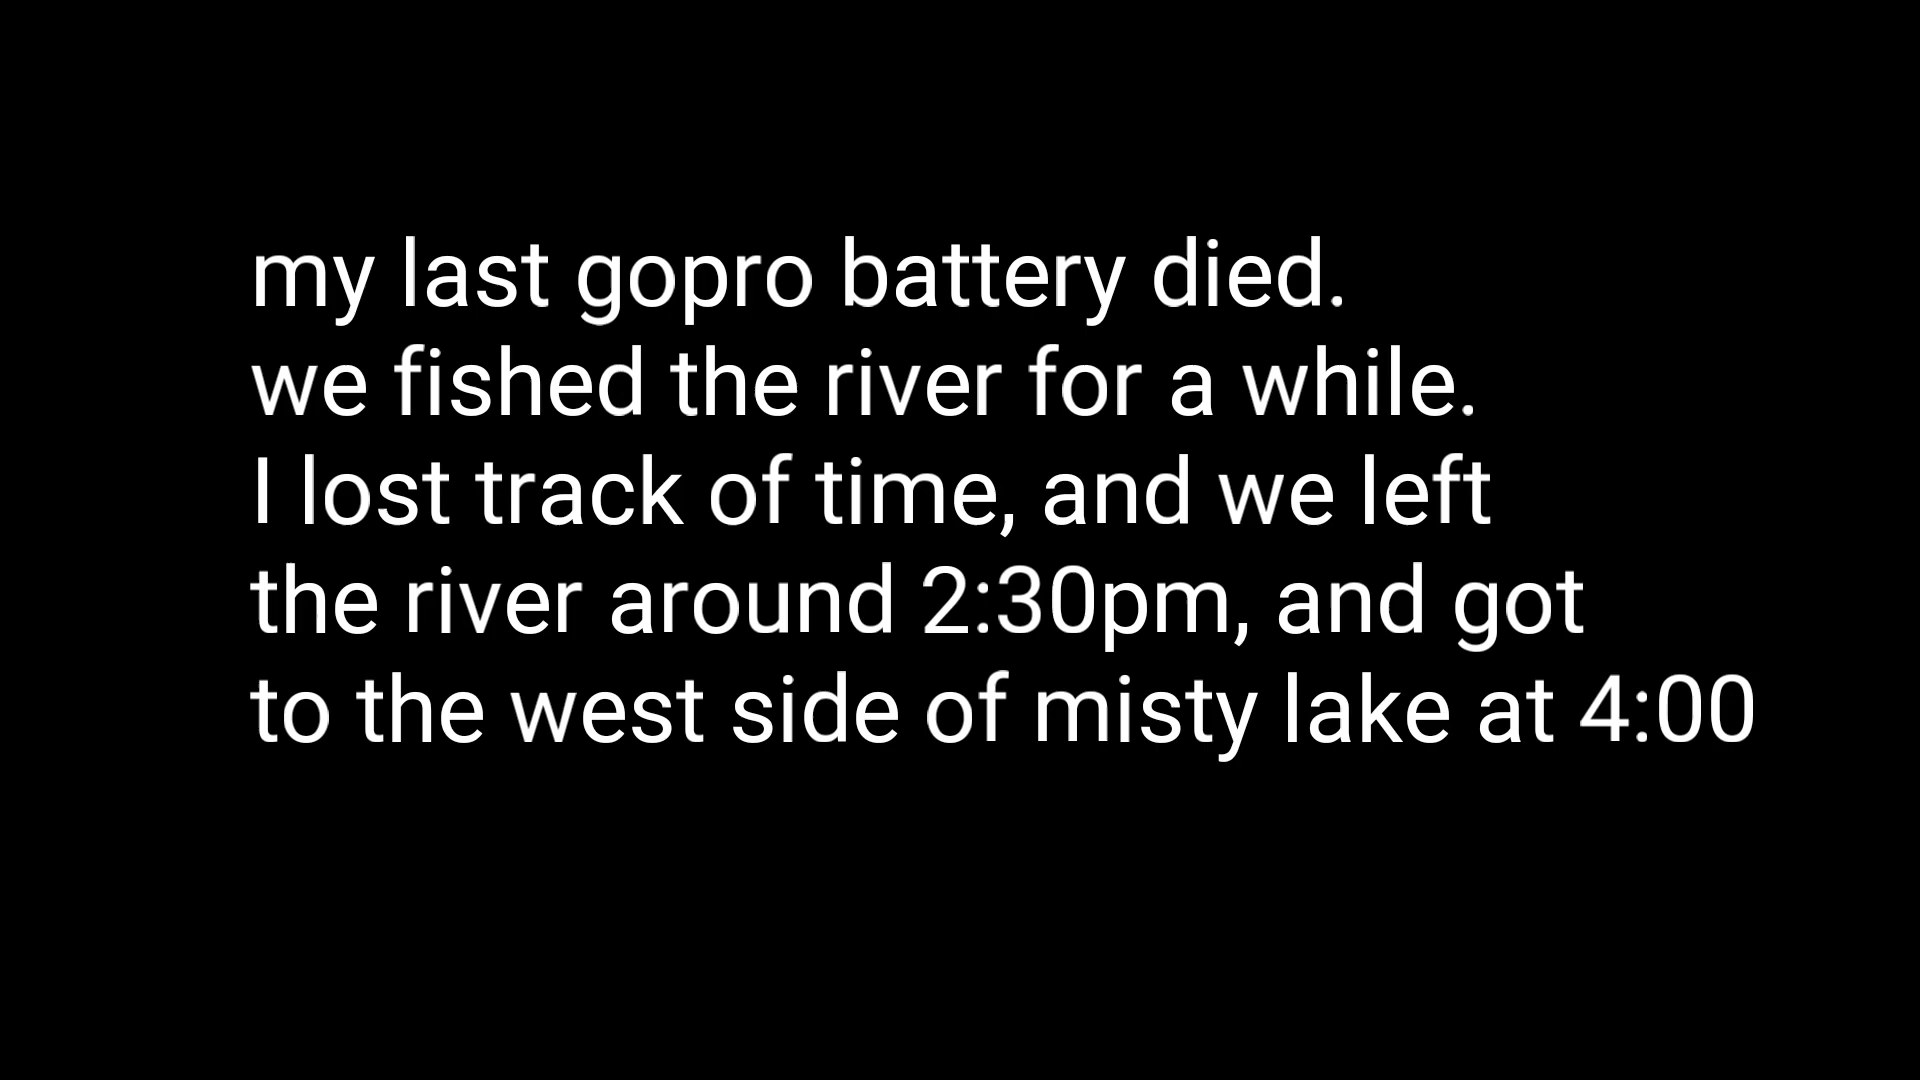 my last gopro battery died.
we fished the river for a while.
I lost track of time, and we left
the river around 2:30pm, and got
to the west side of misty lake at 4:00